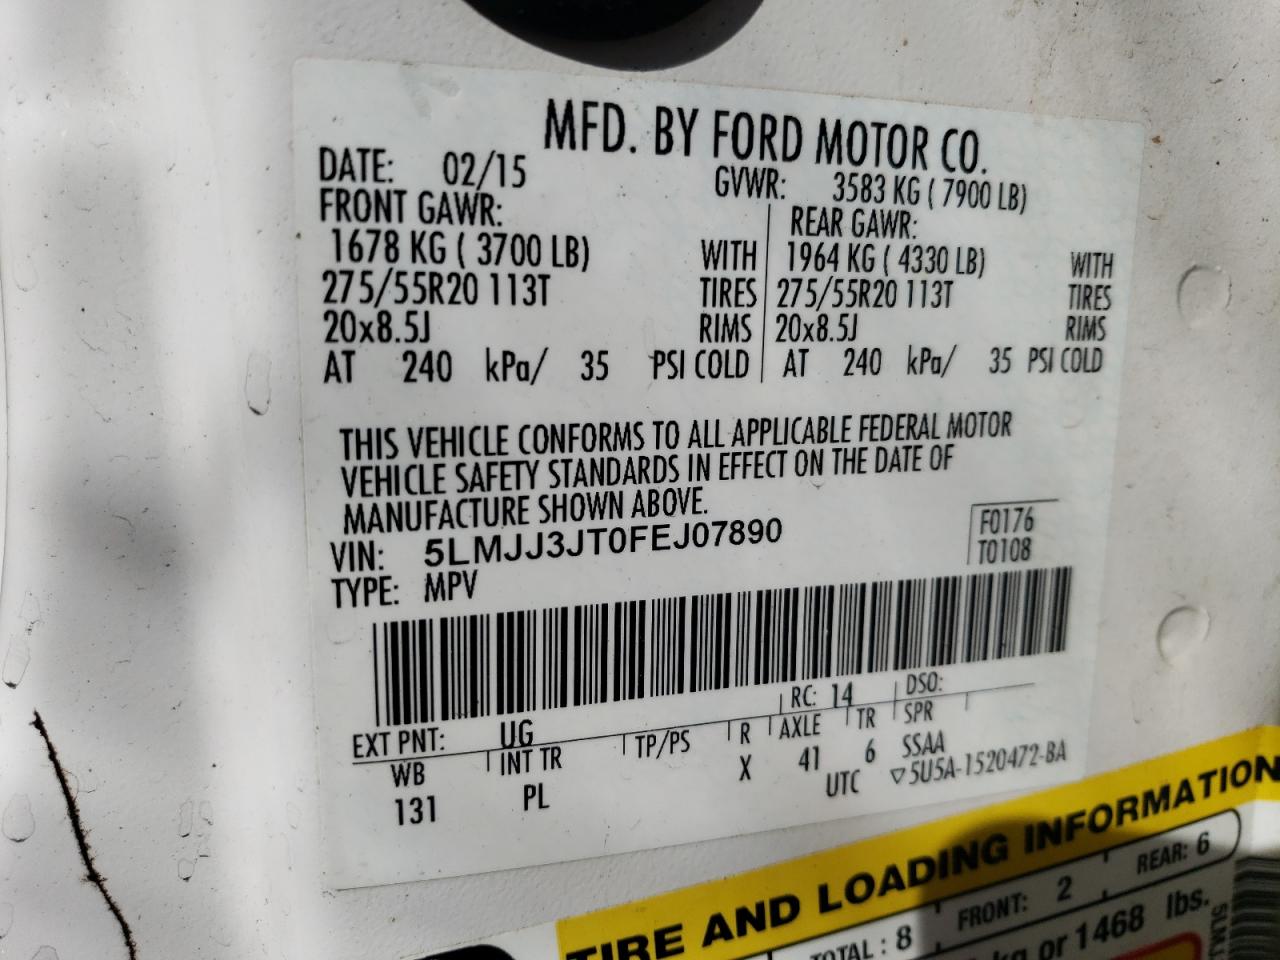 MFD. BY FORD MOTOR CO.
DATE: 02/15 GVWR: 3583 KG ( 7900 LB)
FRONT GAWR: REAR GAWR:
1678 KG ( 3700 LB) WITH 1964 KG ( 4330 LB) WITH
275/55R20 113T TIRES 275/55R20 113T TIRES
20x8.5J RIMS 20x8.5J RIMS
AT 240 kPa/ 35 PSI COLD AT 240 kPa/ 35 PSI COLD
THIS VEHICLE CONFORMS TO ALL APPLICABLE FEDERAL MOTOR
VEHICLE SAFETY STANDARDS IN EFFECT ON THE DATE OF
MANUFACTURE SHOWN ABOVE.
VIN: 5LMJJ3JT0FEJ07890 F0176
TYPE: MPV T0108
EXT PNT: UG RC: 14 DSO:
WB INT TR TP/PS R AXLE TR SPR
131 PL X 41 6 SSAA
UTC ▽5U5A-1520472-BA
TIRE AND LOADING INFORMATION
TOTAL : 8 FRONT: 2 REAR: 6
kg or 1468 lbs.